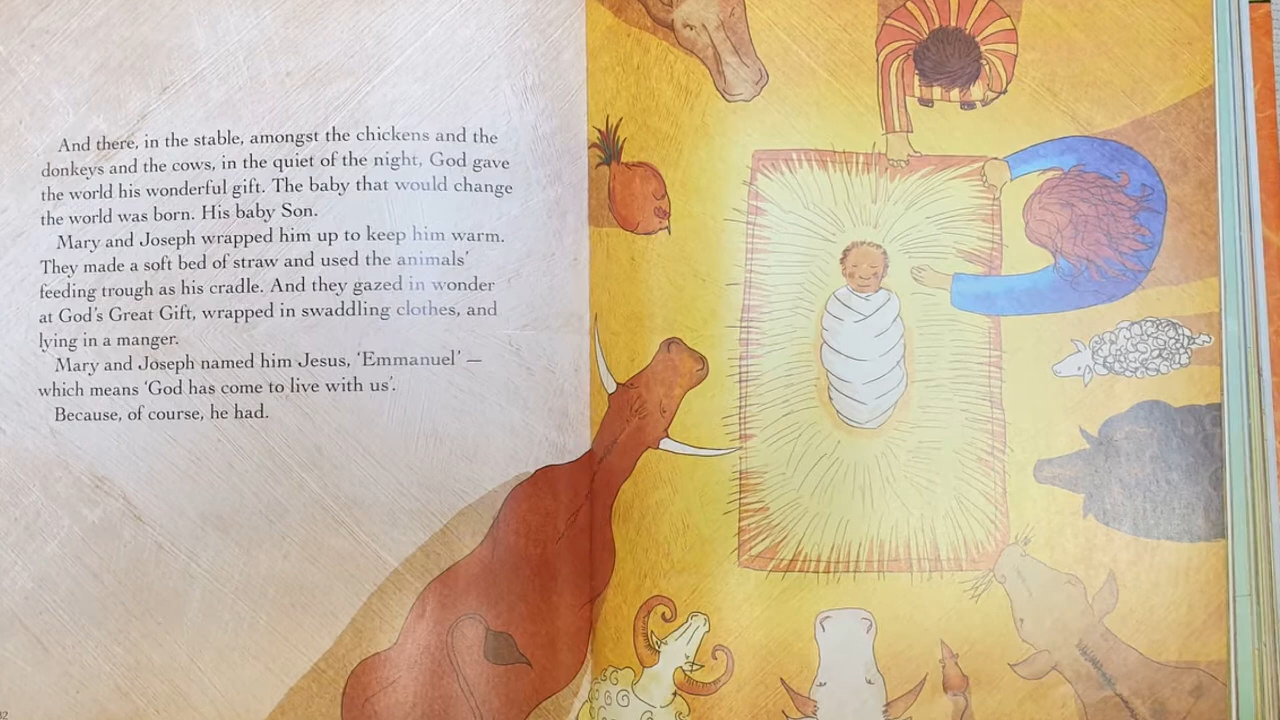 And there, in the stable, amongst the chickens and the
donkeys and the cows, in the quiet of the night, God gave
the world his wonderful gift. The baby that would change
the world was born. His baby Son.
Mary and Joseph wrapped him up to keep him warm.
They made a soft bed of straw and used the animals’
feeding trough as his cradle. And they gazed in wonder
at God’s Great Gift, wrapped in swaddling clothes, and
lying in a manger.
Mary and Joseph named him Jesus, ‘Emmanuel’ —
which means ‘God has come to live with us’.
Because, of course, he had.